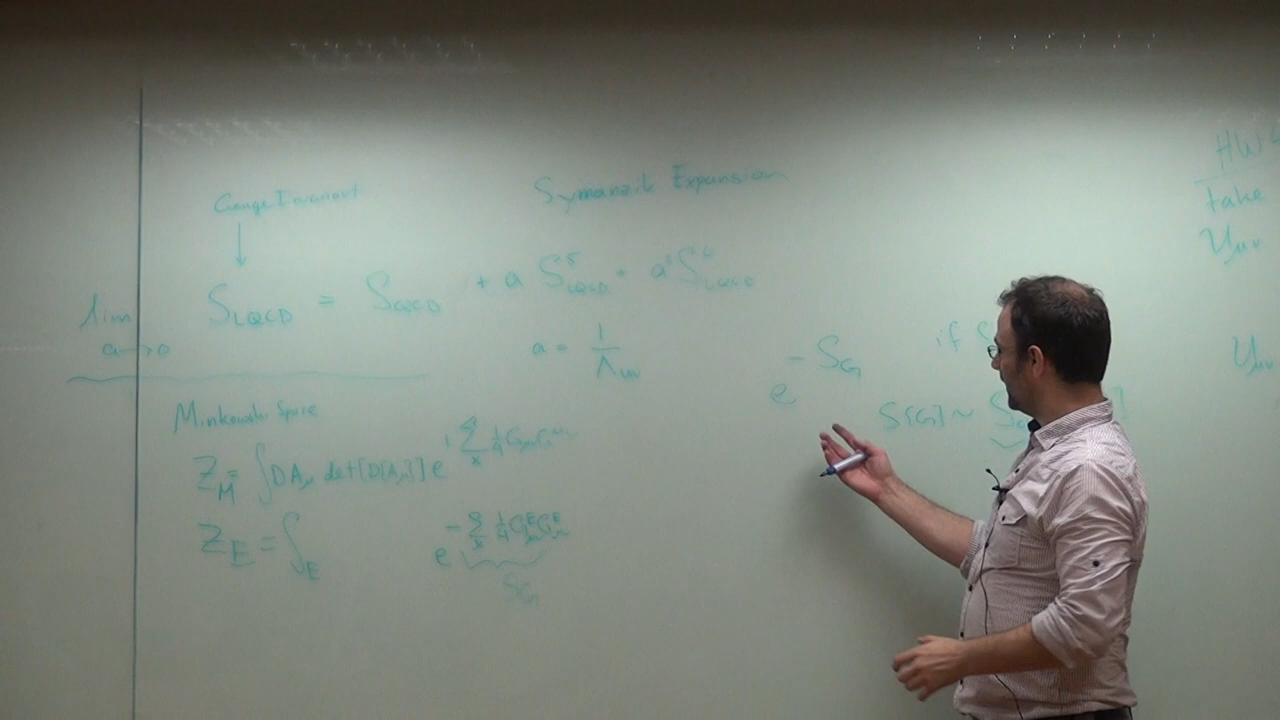 Gauge Invariant
Symanzik Expansion
lim a→0 S_LQCD = S_QCD + a S^5_LQCD + a² S^6_LQCD
a = 1/Λ_UV
Minkowski Space
Z_M = ∫ DA_μ det[D[A_μ]] e^{i Σ_x 1/4 G_μν G^μν}
Z_E = ∫_E e^{-Σ_x 1/4 G^E_μν G^E_μν}
S_G
e^{-S_G}
if S
S[G] ~ S
HW
take
U_μν
U_μν